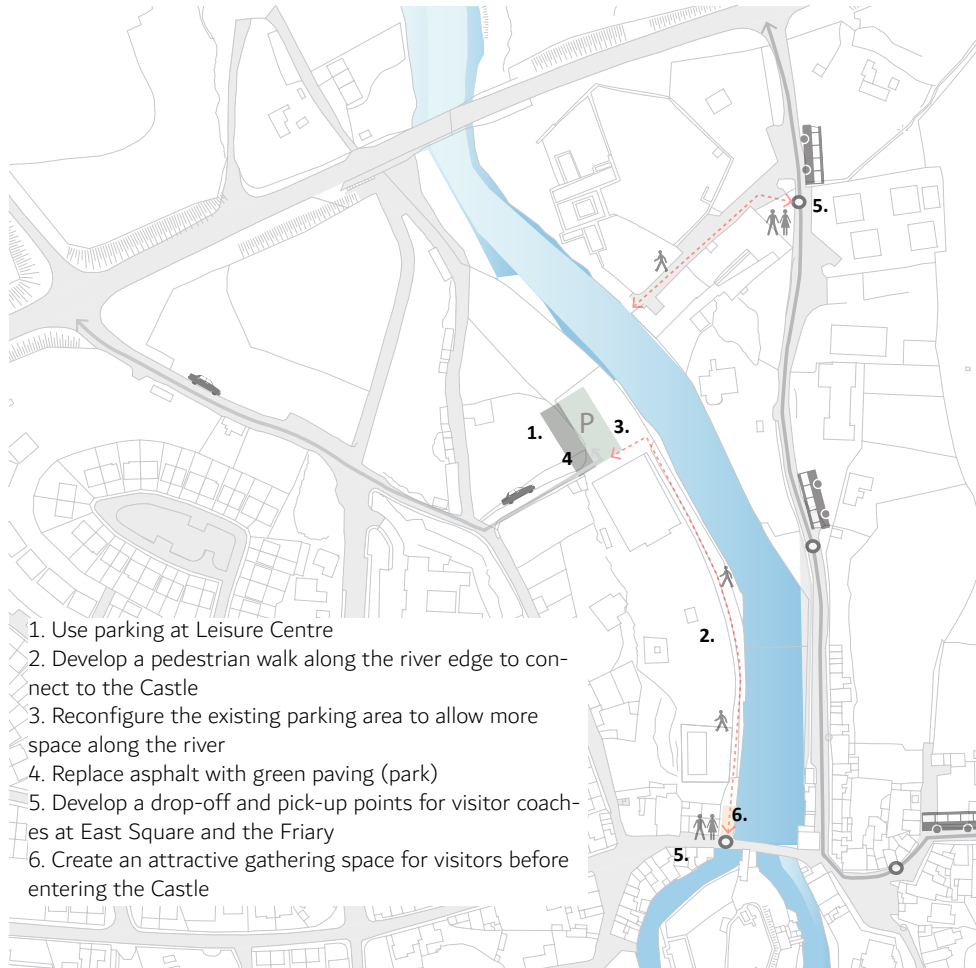 5.
P
1.
3.
4
5
2.
1. Use parking at Leisure Centre
2. Develop a pedestrian walk along the river edge to con-
nect to the Castle
3. Reconfigure the existing parking area to allow more
space along the river
4. Replace asphalt with green paving (park)
5. Develop a drop-off and pick-up points for visitor coach-
es at East Square and the Friary
6. Create an attractive gathering space for visitors before
entering the Castle
6.
5.